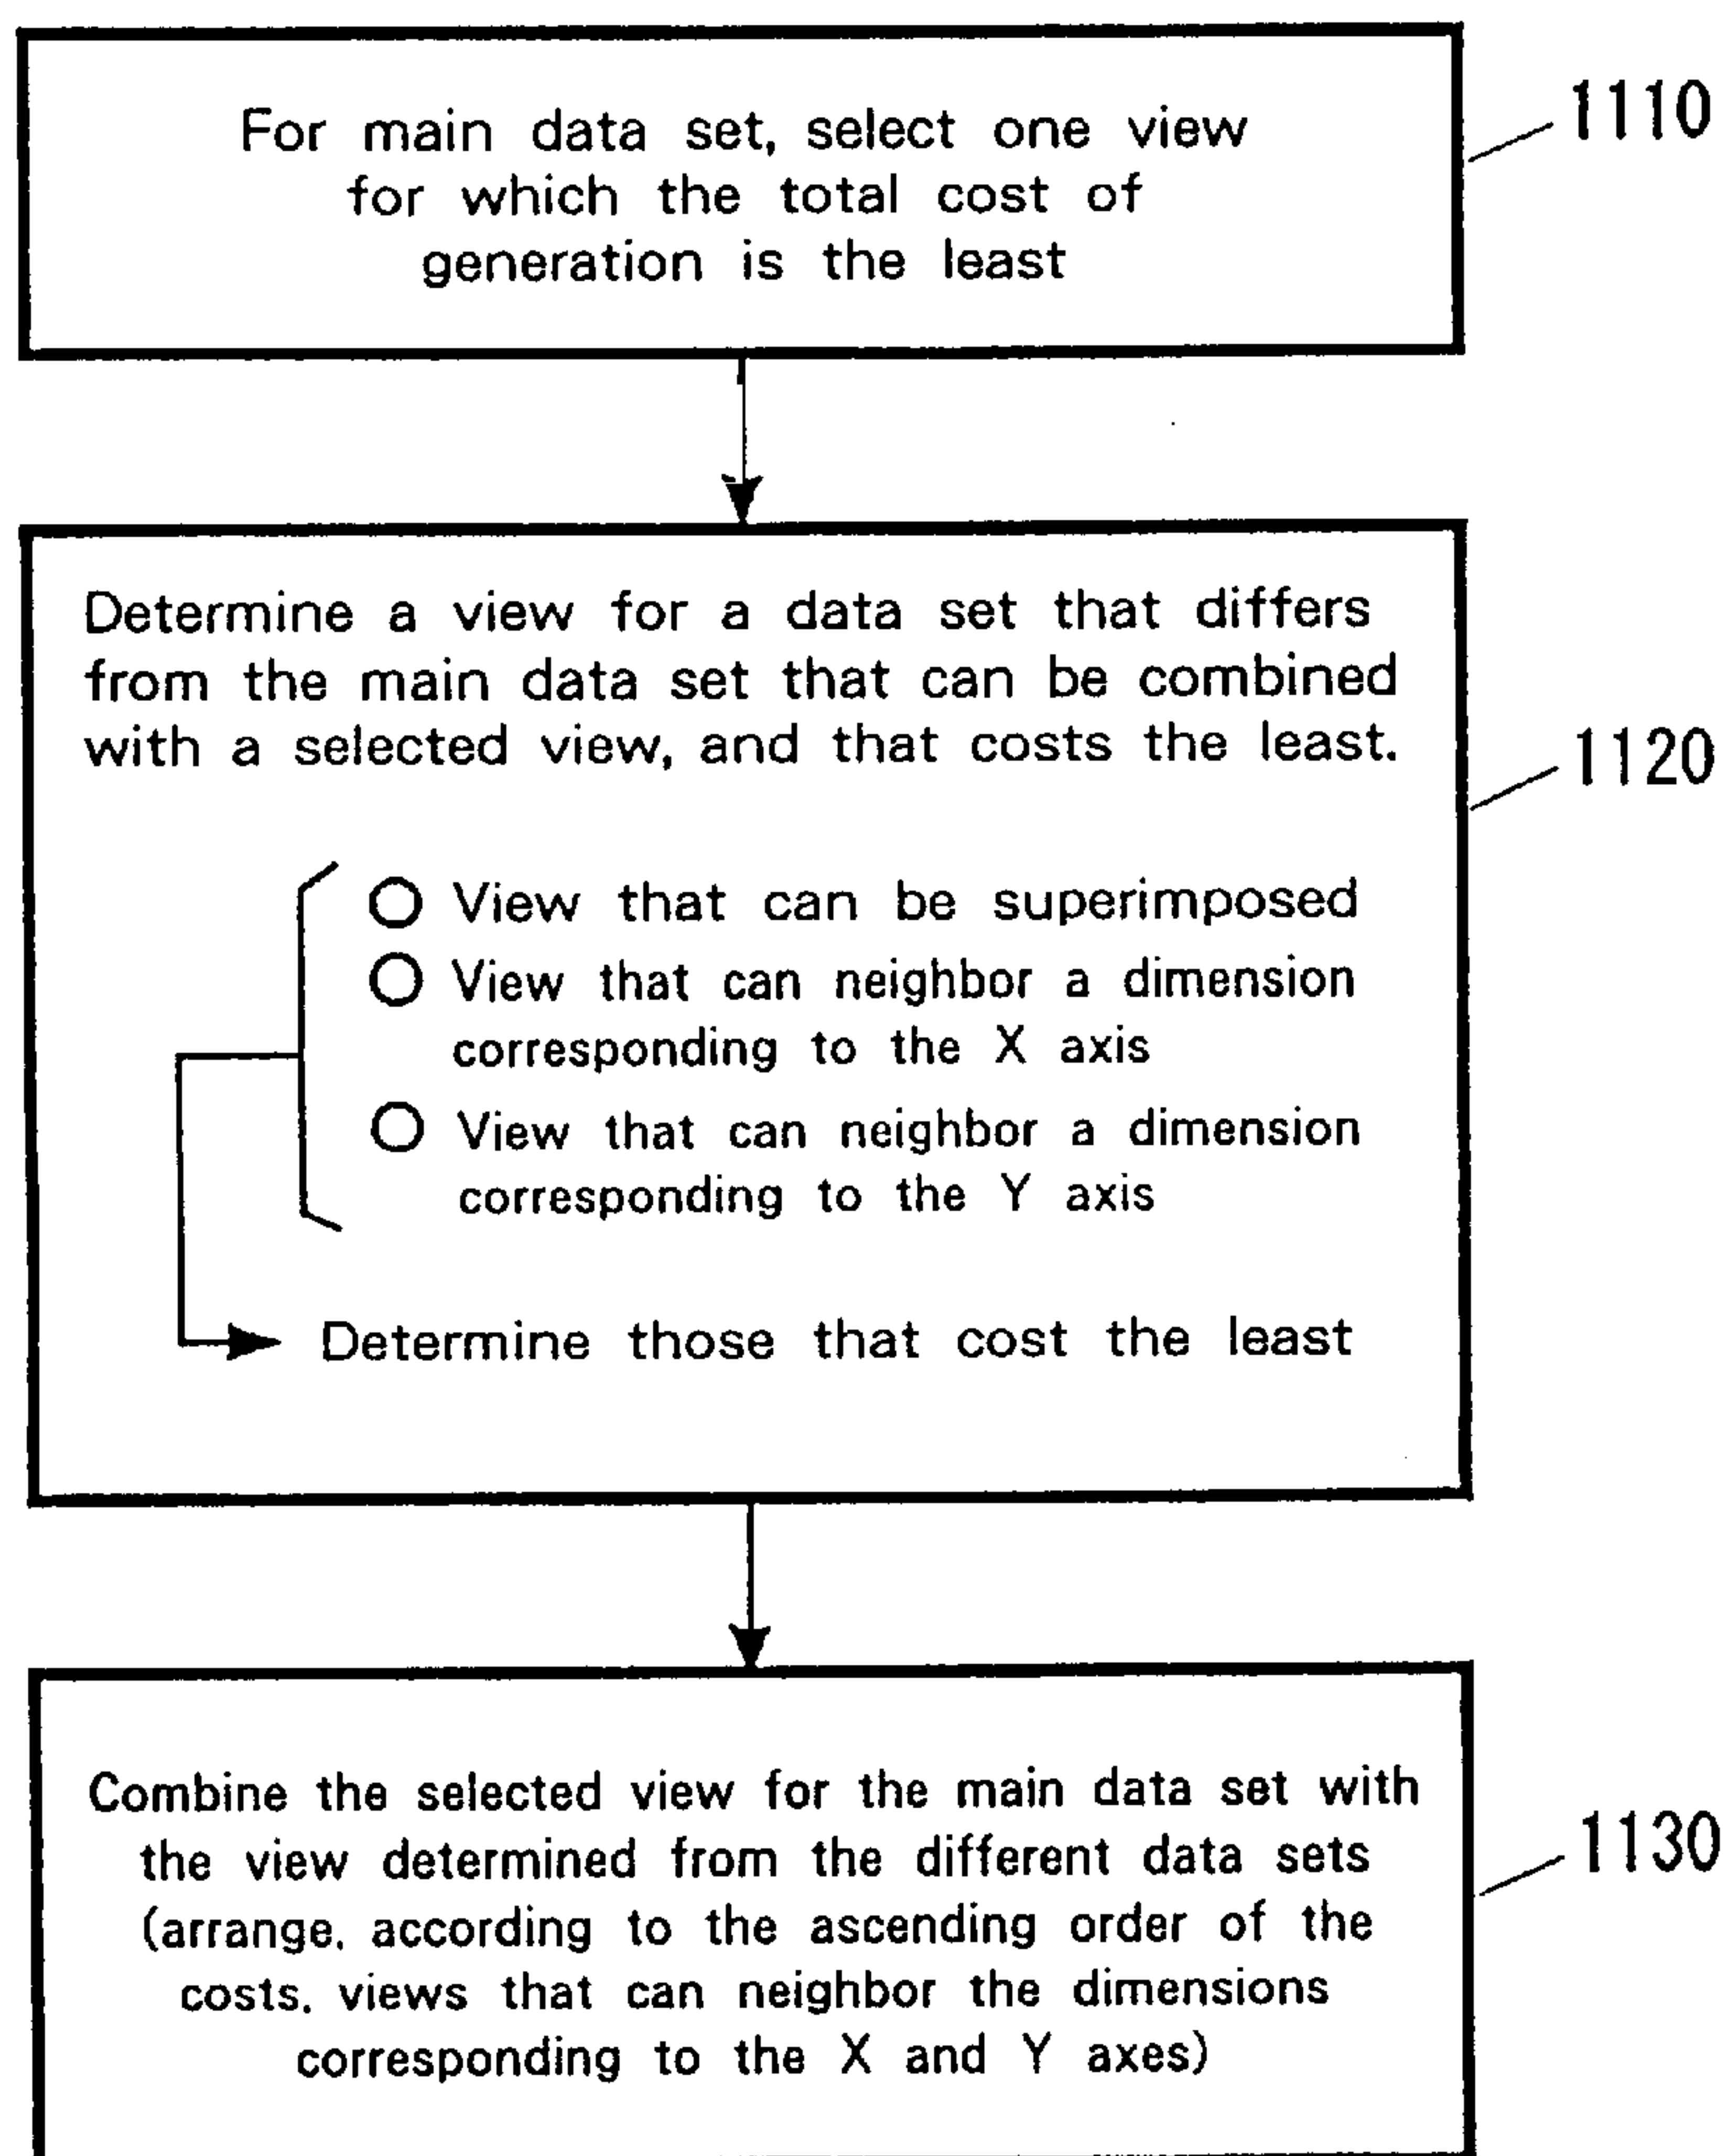 For main data set, select one view
for which the total cost of
generation is the least
1110
Determine a view for a data set that differs
from the main data set that can be combined
with a selected view, and that costs the least.
1120
○ View that can be superimposed
○ View that can neighbor a dimension
corresponding to the X axis
○ View that can neighbor a dimension
corresponding to the Y axis
Determine those that cost the least
Combine the selected view for the main data set with
the view determined from the different data sets
(arrange. according to the ascending order of the
costs. views that can neighbor the dimensions
corresponding to the X and Y axes)
1130